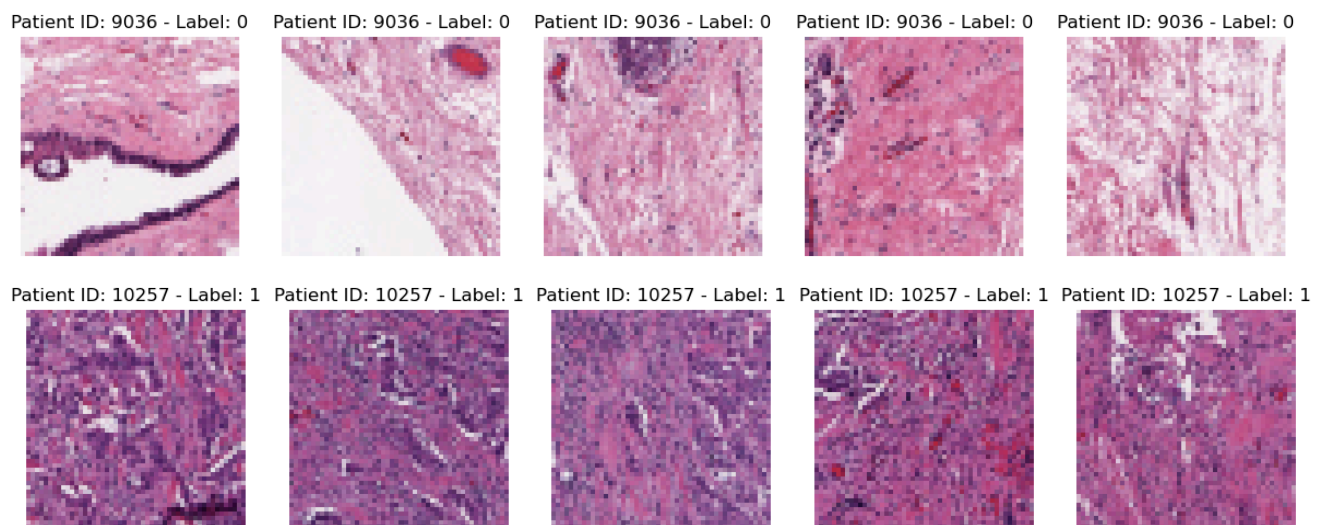 Patient ID: 9036 - Label: 0 Patient ID: 9036 - Label: 0 Patient ID: 9036 - Label: 0 Patient ID: 9036 - Label: 0 Patient ID: 9036 - Label: 0
Patient ID: 10257 - Label: 1 Patient ID: 10257 - Label: 1 Patient ID: 10257 - Label: 1 Patient ID: 10257 - Label: 1 Patient ID: 10257 - Label: 1